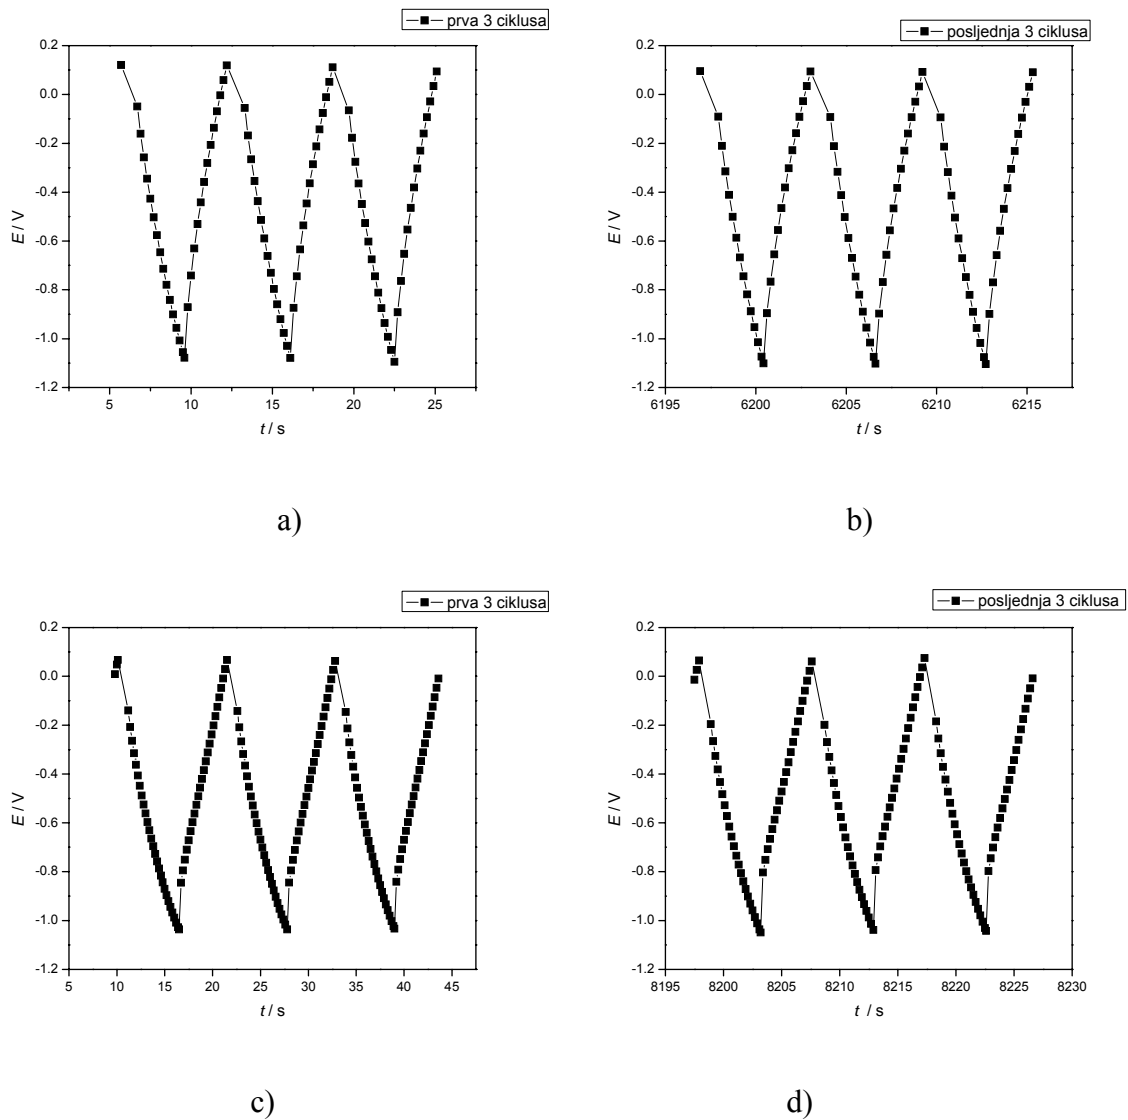 prva 3 ciklusa
0.2
0.0
-0.2
-0.4
-0.6
-0.8
-1.0
-1.2
E / V
5 10 15 20 25
t / s
a)
posljednja 3 ciklusa
0.2
0.0
-0.2
-0.4
-0.6
-0.8
-1.0
-1.2
E / V
6195 6200 6205 6210 6215
t / s
b)
prva 3 ciklusa
0.2
0.0
-0.2
-0.4
-0.6
-0.8
-1.0
-1.2
E / V
5 10 15 20 25 30 35 40 45
t / s
c)
posljednja 3 ciklusa
0.2
0.0
-0.2
-0.4
-0.6
-0.8
-1.0
-1.2
E / V
8195 8200 8205 8210 8215 8220 8225 8230
t / s
d)